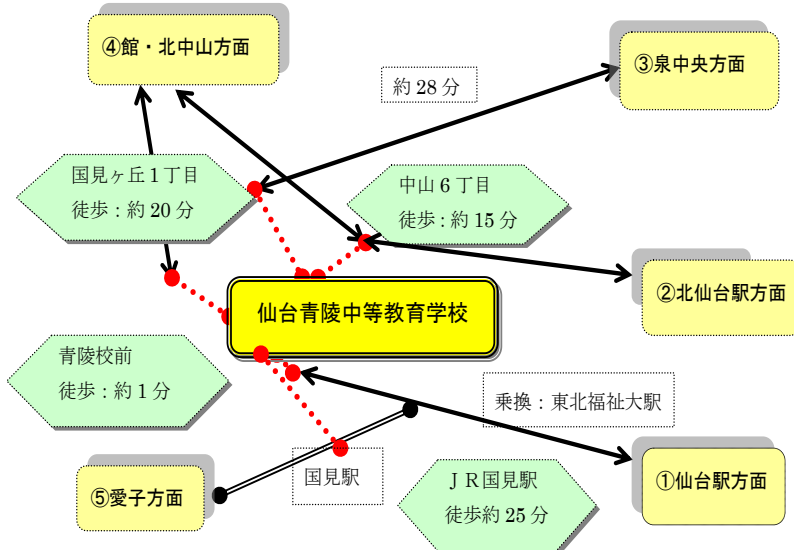 ④館・北中山方面
③泉中央方面
約 28 分
国見ヶ丘 1 丁目
徒歩：約 20 分
中山 6 丁目
徒歩：約 15 分
②北仙台駅方面
仙台青陵中等教育学校
青陵校前
徒歩：約 1 分
乗換：東北福祉大駅
国見駅
ＪＲ国見駅
徒歩約 25 分
①仙台駅方面
⑤愛子方面